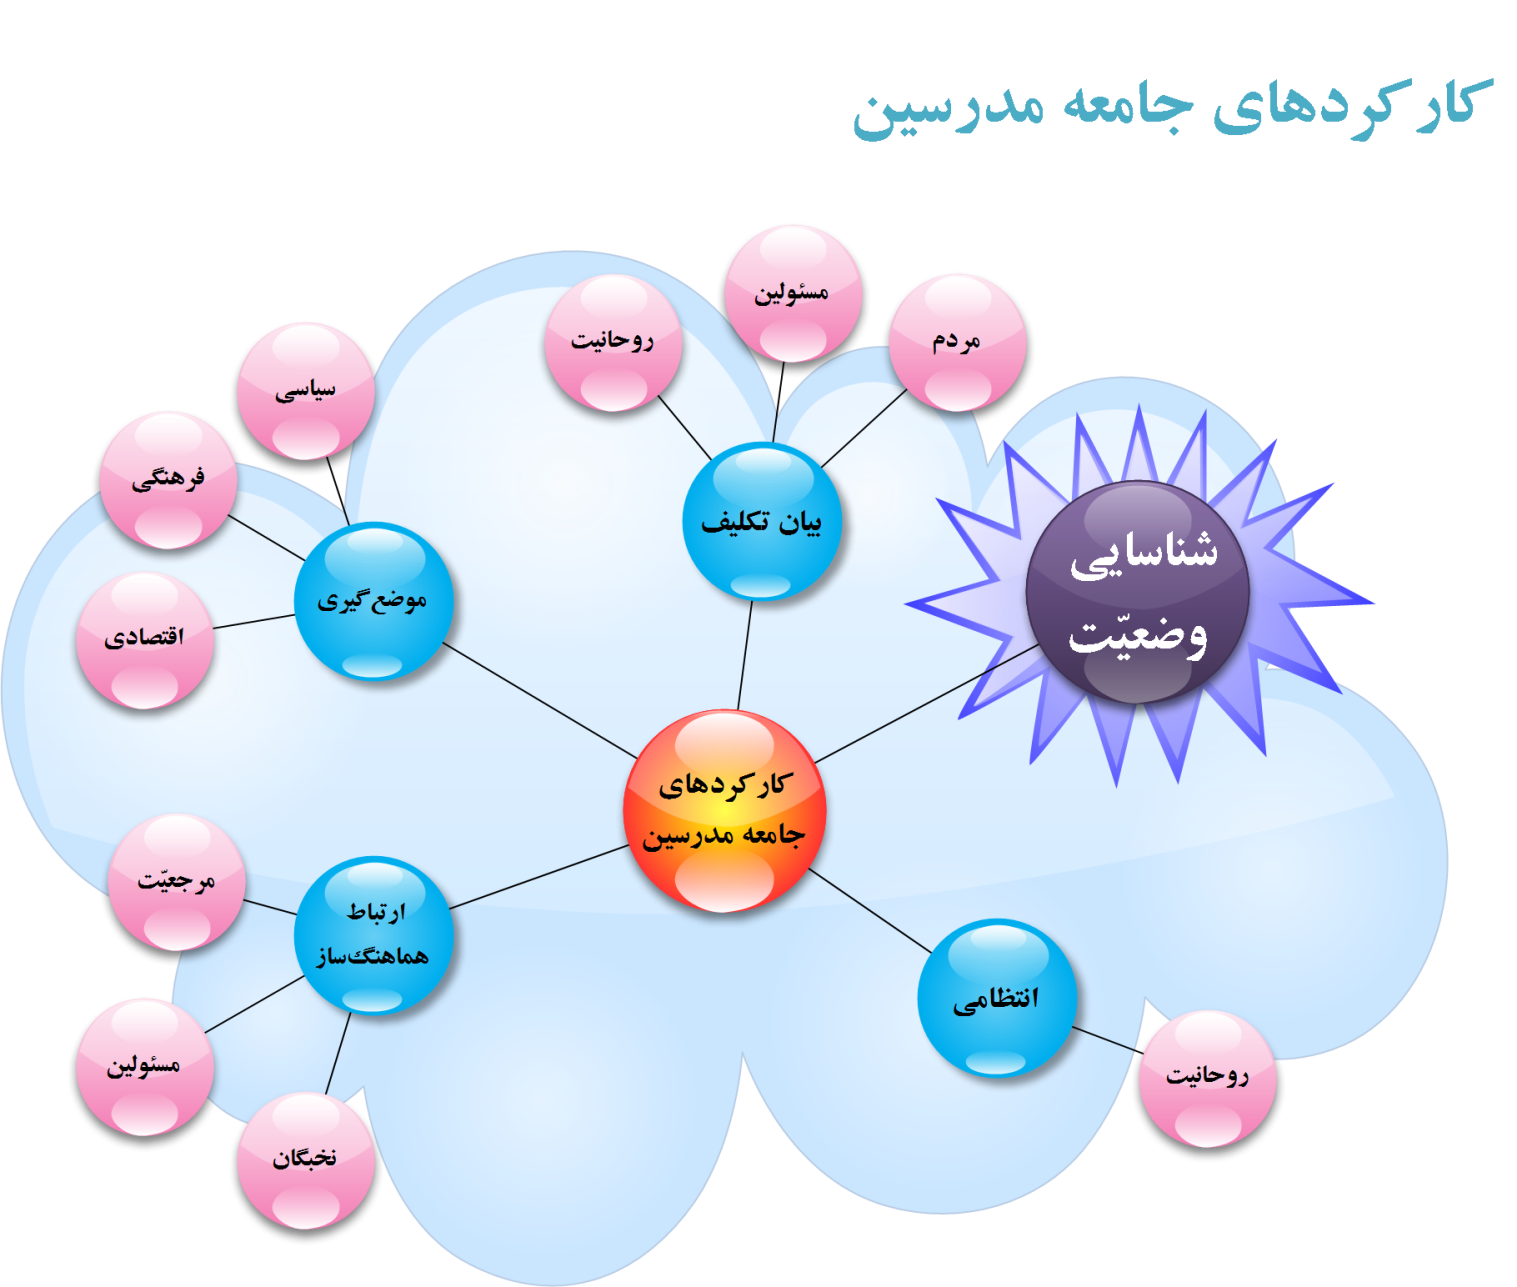 کارکردهای جامعه مدرسین
مسئولین
مردم
روحانیت
سیاسی
فرهنگی
بیان تکلیف
شناسایی
وضعیّت
موضع‌گیری
اقتصادی
کارکردهای
جامعه مدرسین
مرجعیّت
ارتباط
هماهنگ‌ساز
انتظامی
مسئولین
روحانیت
نخبگان